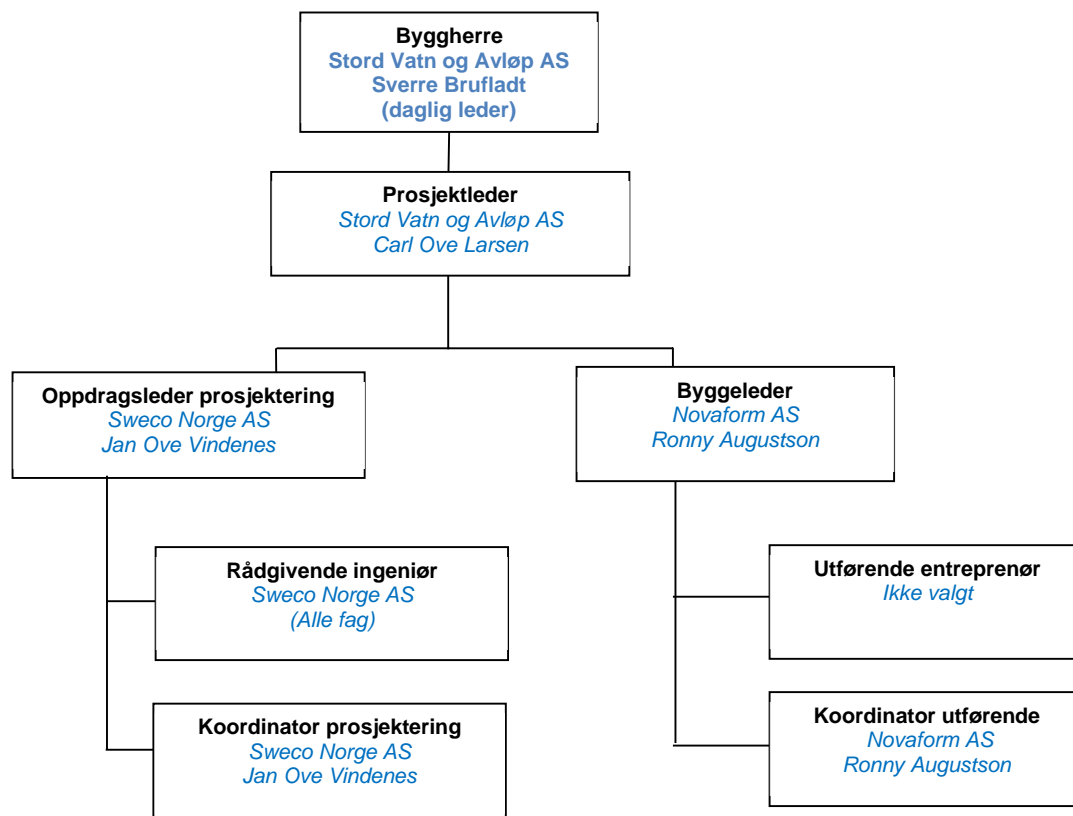 Byggherre
Stord Vatn og Avløp AS
Sverre Brufladt
(daglig leder)
Prosjektleder
Stord Vatn og Avløp AS
Carl Ove Larsen
Oppdragsleder prosjektering
Sweco Norge AS
Jan Ove Vindenes
Byggeleder
Novaform AS
Ronny Augustson
Rådgivende ingeniør
Sweco Norge AS
(Alle fag)
Utførende entreprenør
Ikke valgt
Koordinator prosjektering
Sweco Norge AS
Jan Ove Vindenes
Koordinator utførende
Novaform AS
Ronny Augustson